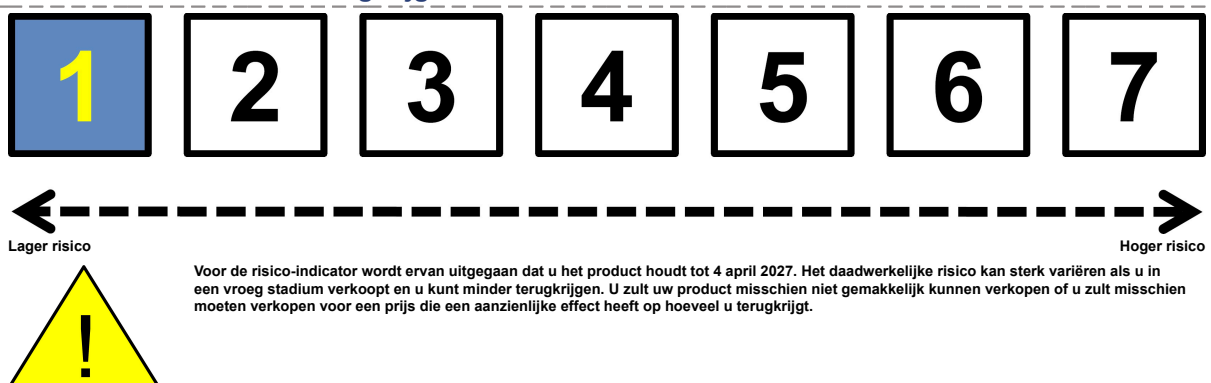 1 2 3 4 5 6 7
Lager risico Hoger risico
!
Voor de risico-indicator wordt ervan uitgegaan dat u het product houdt tot 4 april 2027. Het daadwerkelijke risico kan sterk variëren als u in
een vroeg stadium verkoopt en u kunt minder terugkrijgen. U zult uw product misschien niet gemakkelijk kunnen verkopen of u zult misschien
moeten verkopen voor een prijs die een aanzienlijke effect heeft op hoeveel u terugkrijgt.